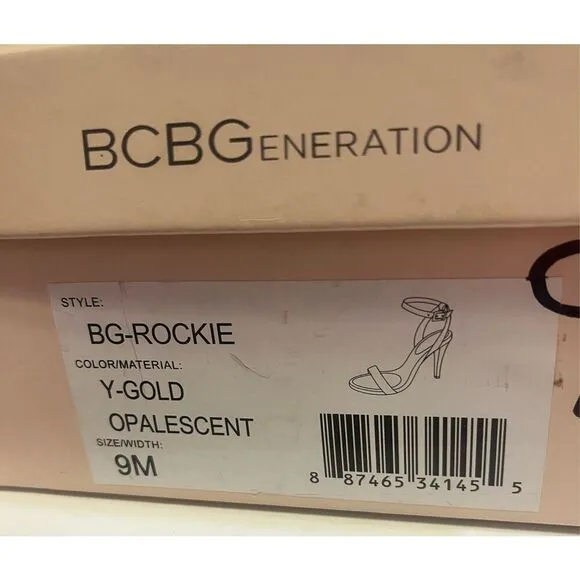 BCBGENERATION
STYLE:
BG-ROCKIE
COLOR/MATERIAL:
Y-GOLD
OPALESCENT
SIZE/WIDTH:
9M
8 87465 34145 5